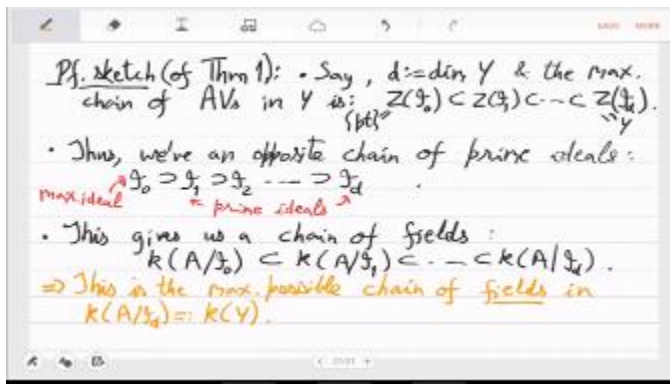 Pf. sketch (of Thm 1): • Say, d := dim Y & the max.
chain of AVs in Y is: Z(𝔮₀) ⊂ Z(𝔮₁) ⊂ --- ⊂ Z(𝔮_d).
{pt}" "Y
• Thus, we've an opposite chain of prime ideals:
𝔮₀ ⊃ 𝔮₁ ⊃ 𝔮₂ --- ⊃ 𝔮_d
max ideal prime ideals
• This gives us a chain of fields:
k(A/𝔮₀) ⊂ k(A/𝔮₁) ⊂ --- ⊂ k(A/𝔮_d).
⇒ This is the max. possible chain of fields in
k(A/𝔮_d) =: k(Y).